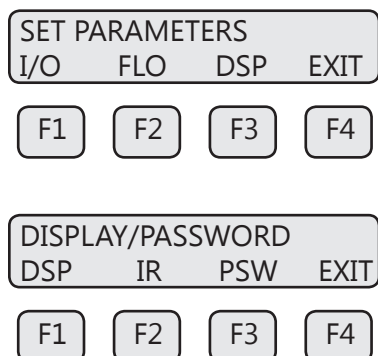 SET PARAMETERS
I/O FLO DSP EXIT
F1 F2 F3 F4
DISPLAY/PASSWORD
DSP IR PSW EXIT
F1 F2 F3 F4